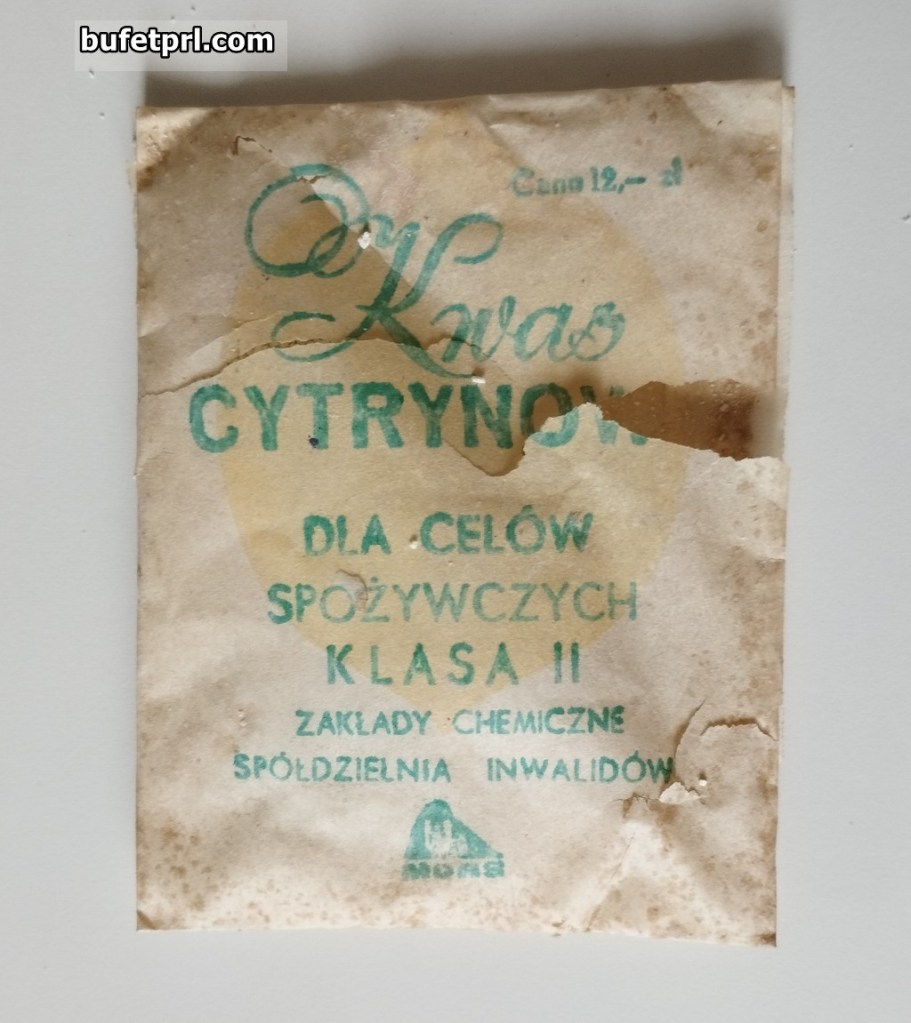 bufetprl.com
Cena 12,— zł
Kwas
CYTRYNOW
DLA CELÓW
SPOŻYWCZYCH
KLASA II
ZAKŁADY CHEMICZNE
SPÓŁDZIELNIA INWALIDÓW